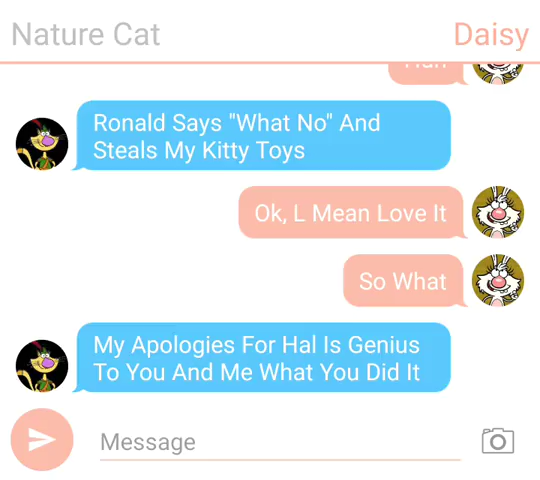 Nature Cat
Daisy
Ronald Says "What No" And
Steals My Kitty Toys
Ok, L Mean Love It
So What
My Apologies For Hal Is Genius
To You And Me What You Did It
Message